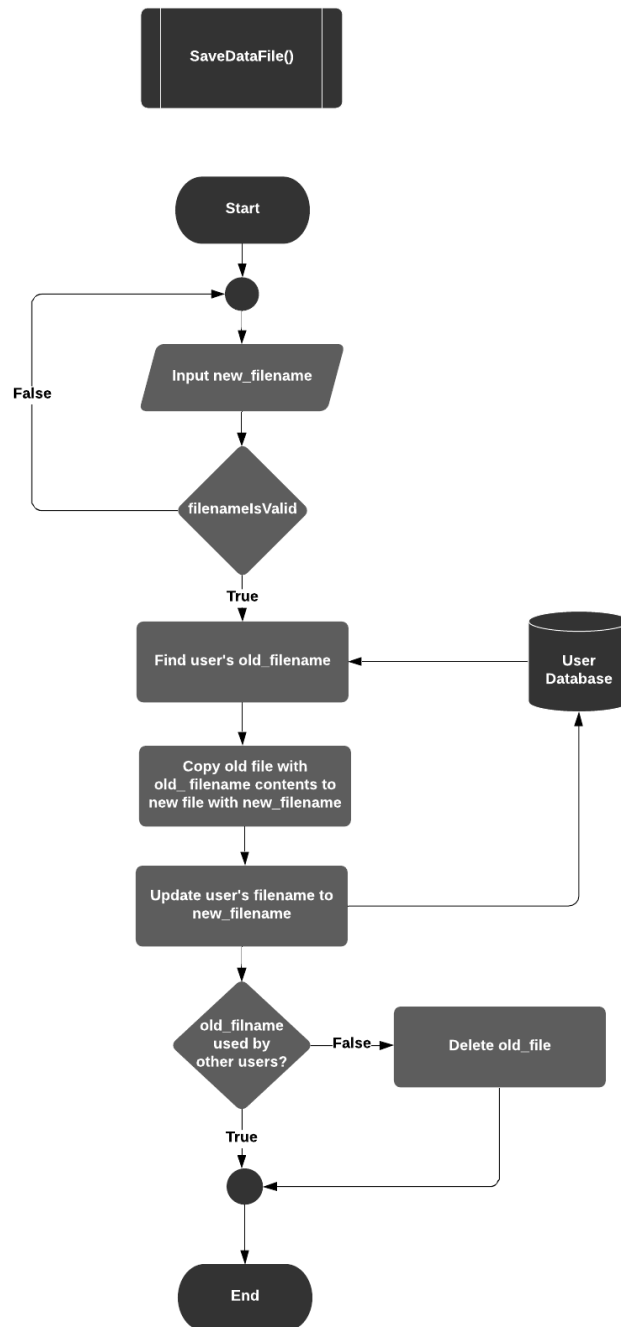 SaveDataFile()
Start
Input new_filename
False
filenameIsValid
True
Find user's old_filename
User
Database
Copy old file with
old_ filename contents to
new file with new_filename
Update user's filename to
new_filename
old_filname
used by
other users?
False
Delete old_file
True
End